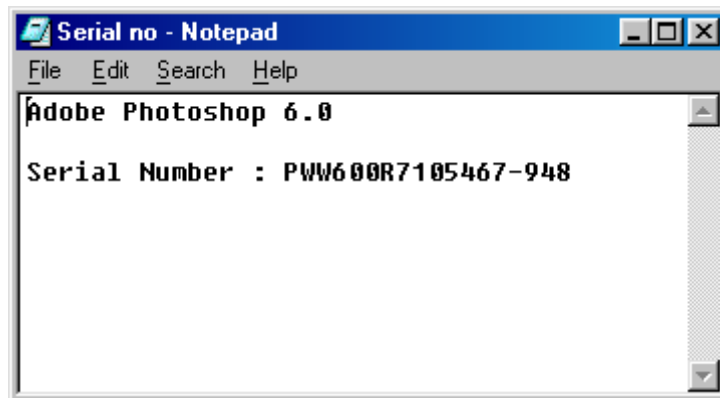 Serial no - Notepad
File Edit Search Help
Adobe Photoshop 6.0
Serial Number : PWW600R7105467-948